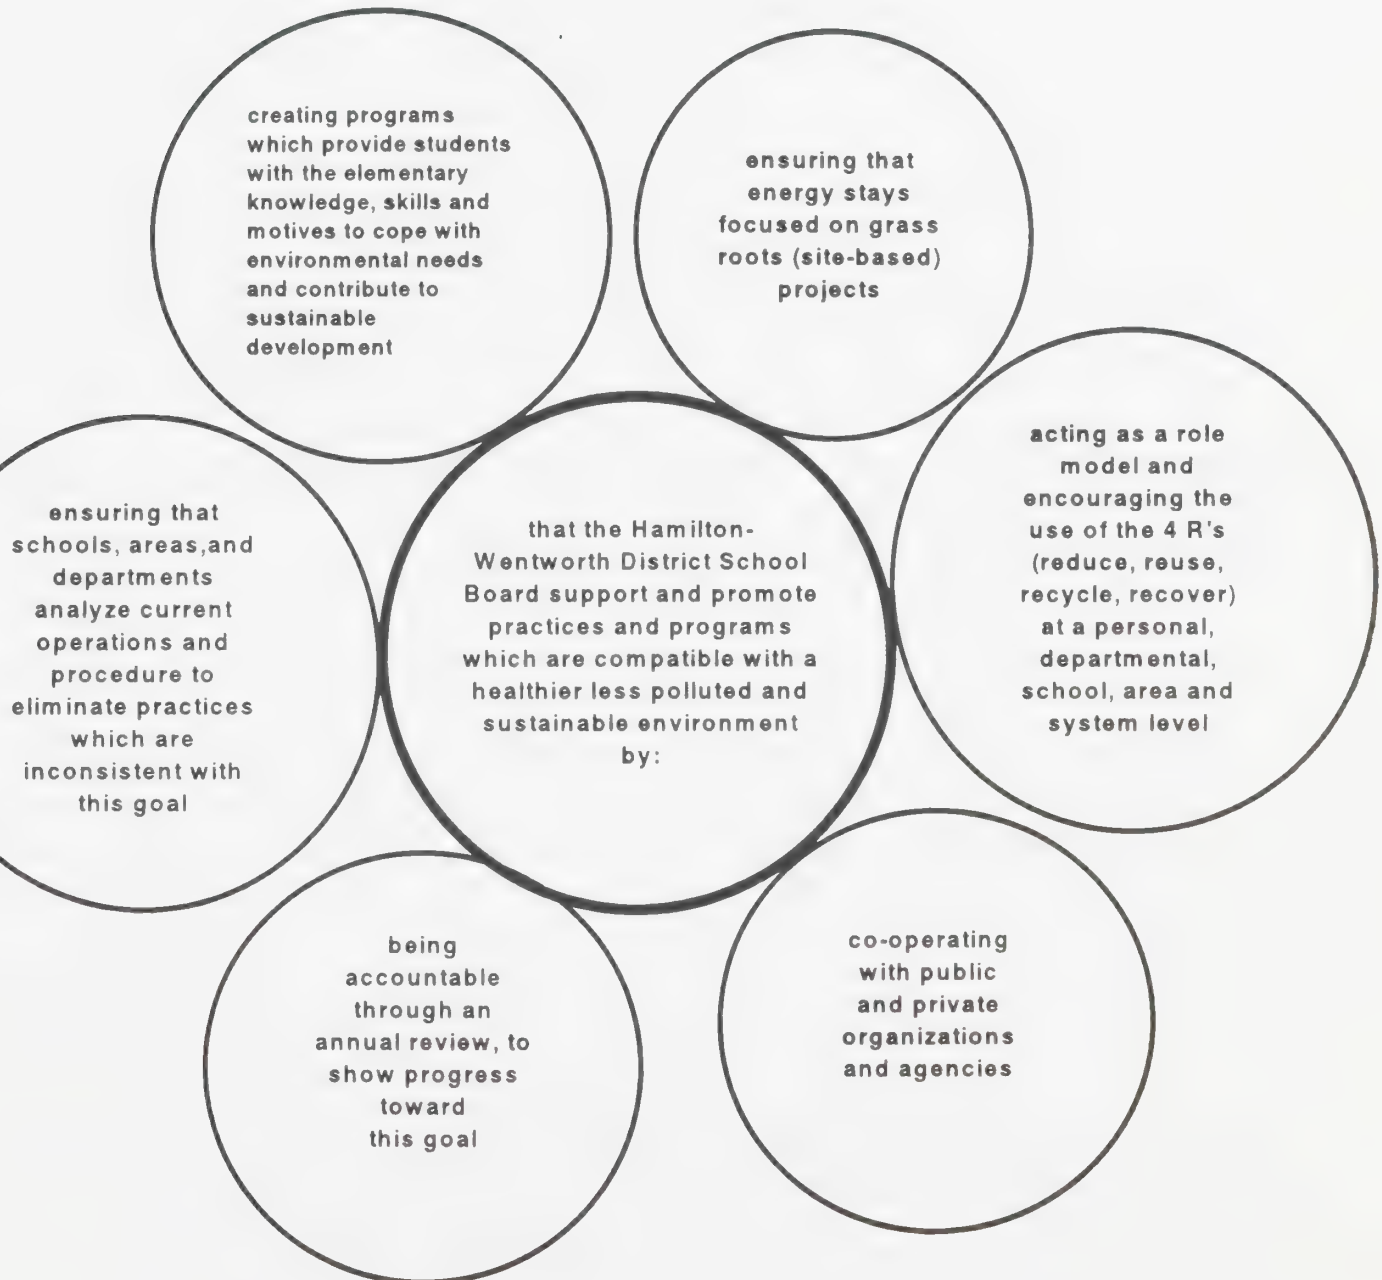 creating programs
which provide students
with the elementary
knowledge, skills and
motives to cope with
environmental needs
and contribute to
sustainable
development
ensuring that
energy stays
focused on grass
roots (site-based)
projects
acting as a role
model and
encouraging the
use of the 4 R's
(reduce, reuse,
recycle, recover)
at a personal,
departmental,
school, area and
system level
that the Hamilton-
Wentworth District School
Board support and promote
practices and programs
which are compatible with a
healthier less polluted and
sustainable environment
by:
ensuring that
schools, areas,and
departments
analyze current
operations and
procedure to
eliminate practices
which are
inconsistent with
this goal
being
accountable
through an
annual review, to
show progress
toward
this goal
co-operating
with public
and private
organizations
and agencies